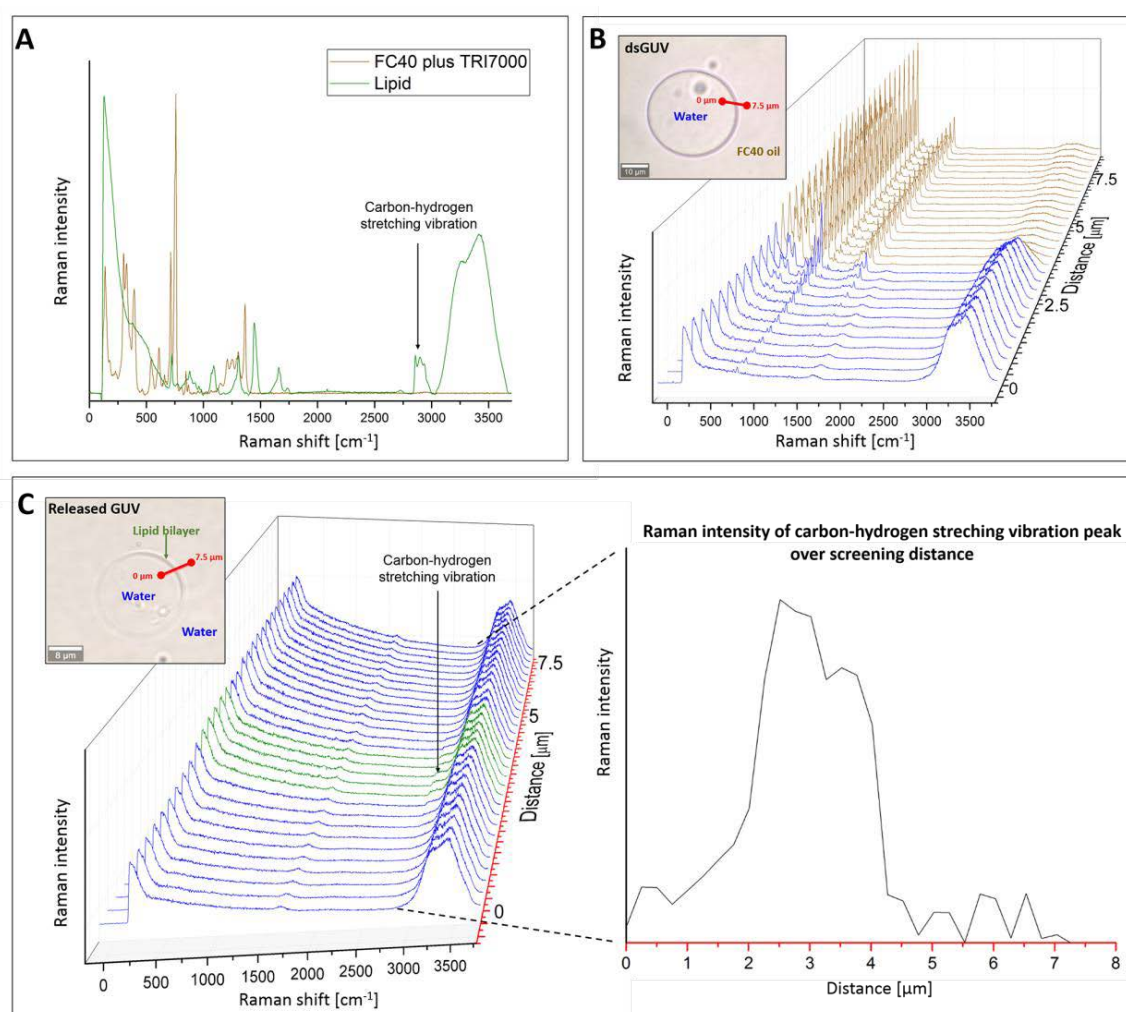 A
FC40 plus TRI7000
Lipid
Carbon-hydrogen
stretching vibration
Raman intensity
0 500 1000 1500 2000 2500 3000 3500
Raman shift [cm-1]
B
dsGUV
0 µm
7.5 µm
Water
FC40 oil
10 µm
Raman intensity
0 500 1000 1500 2000 2500 3000 3500
Raman shift [cm-1]
0
2.5
5
7.5
Distance [µm]
C
Released GUV
Lipid bilayer
7.5 µm
0 µm
Water
Water
8 µm
Carbon-hydrogen
stretching vibration
Raman intensity
0 500 1000 1500 2000 2500 3000 3500
Raman shift [cm-1]
0
5
7.5
Distance [µm]
Raman intensity of carbon-hydrogen streching vibration peak
over screening distance
Raman intensity
0 1 2 3 4 5 6 7 8
Distance [µm]